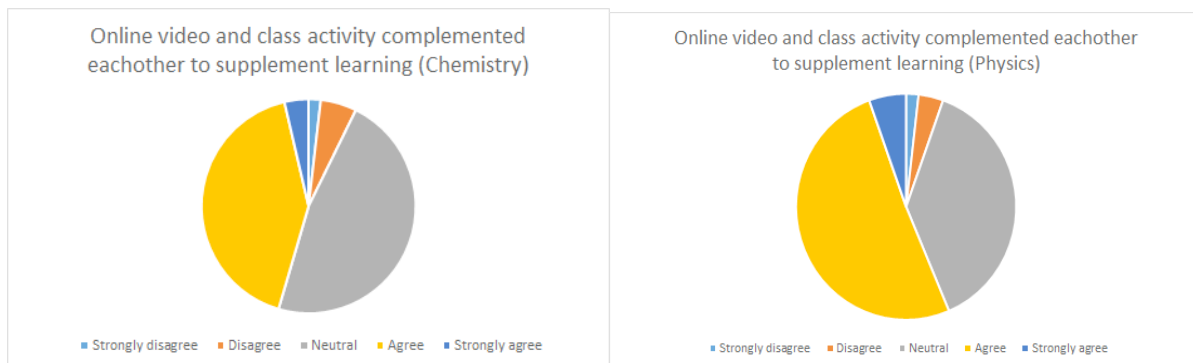 Online video and class activity complemented
eachother to supplement learning (Chemistry)
Strongly disagree Disagree Neutral Agree Strongly agree
Online video and class activity complemented eachother
to supplement learning (Physics)
Strongly disagree Disagree Neutral Agree Strongly agree